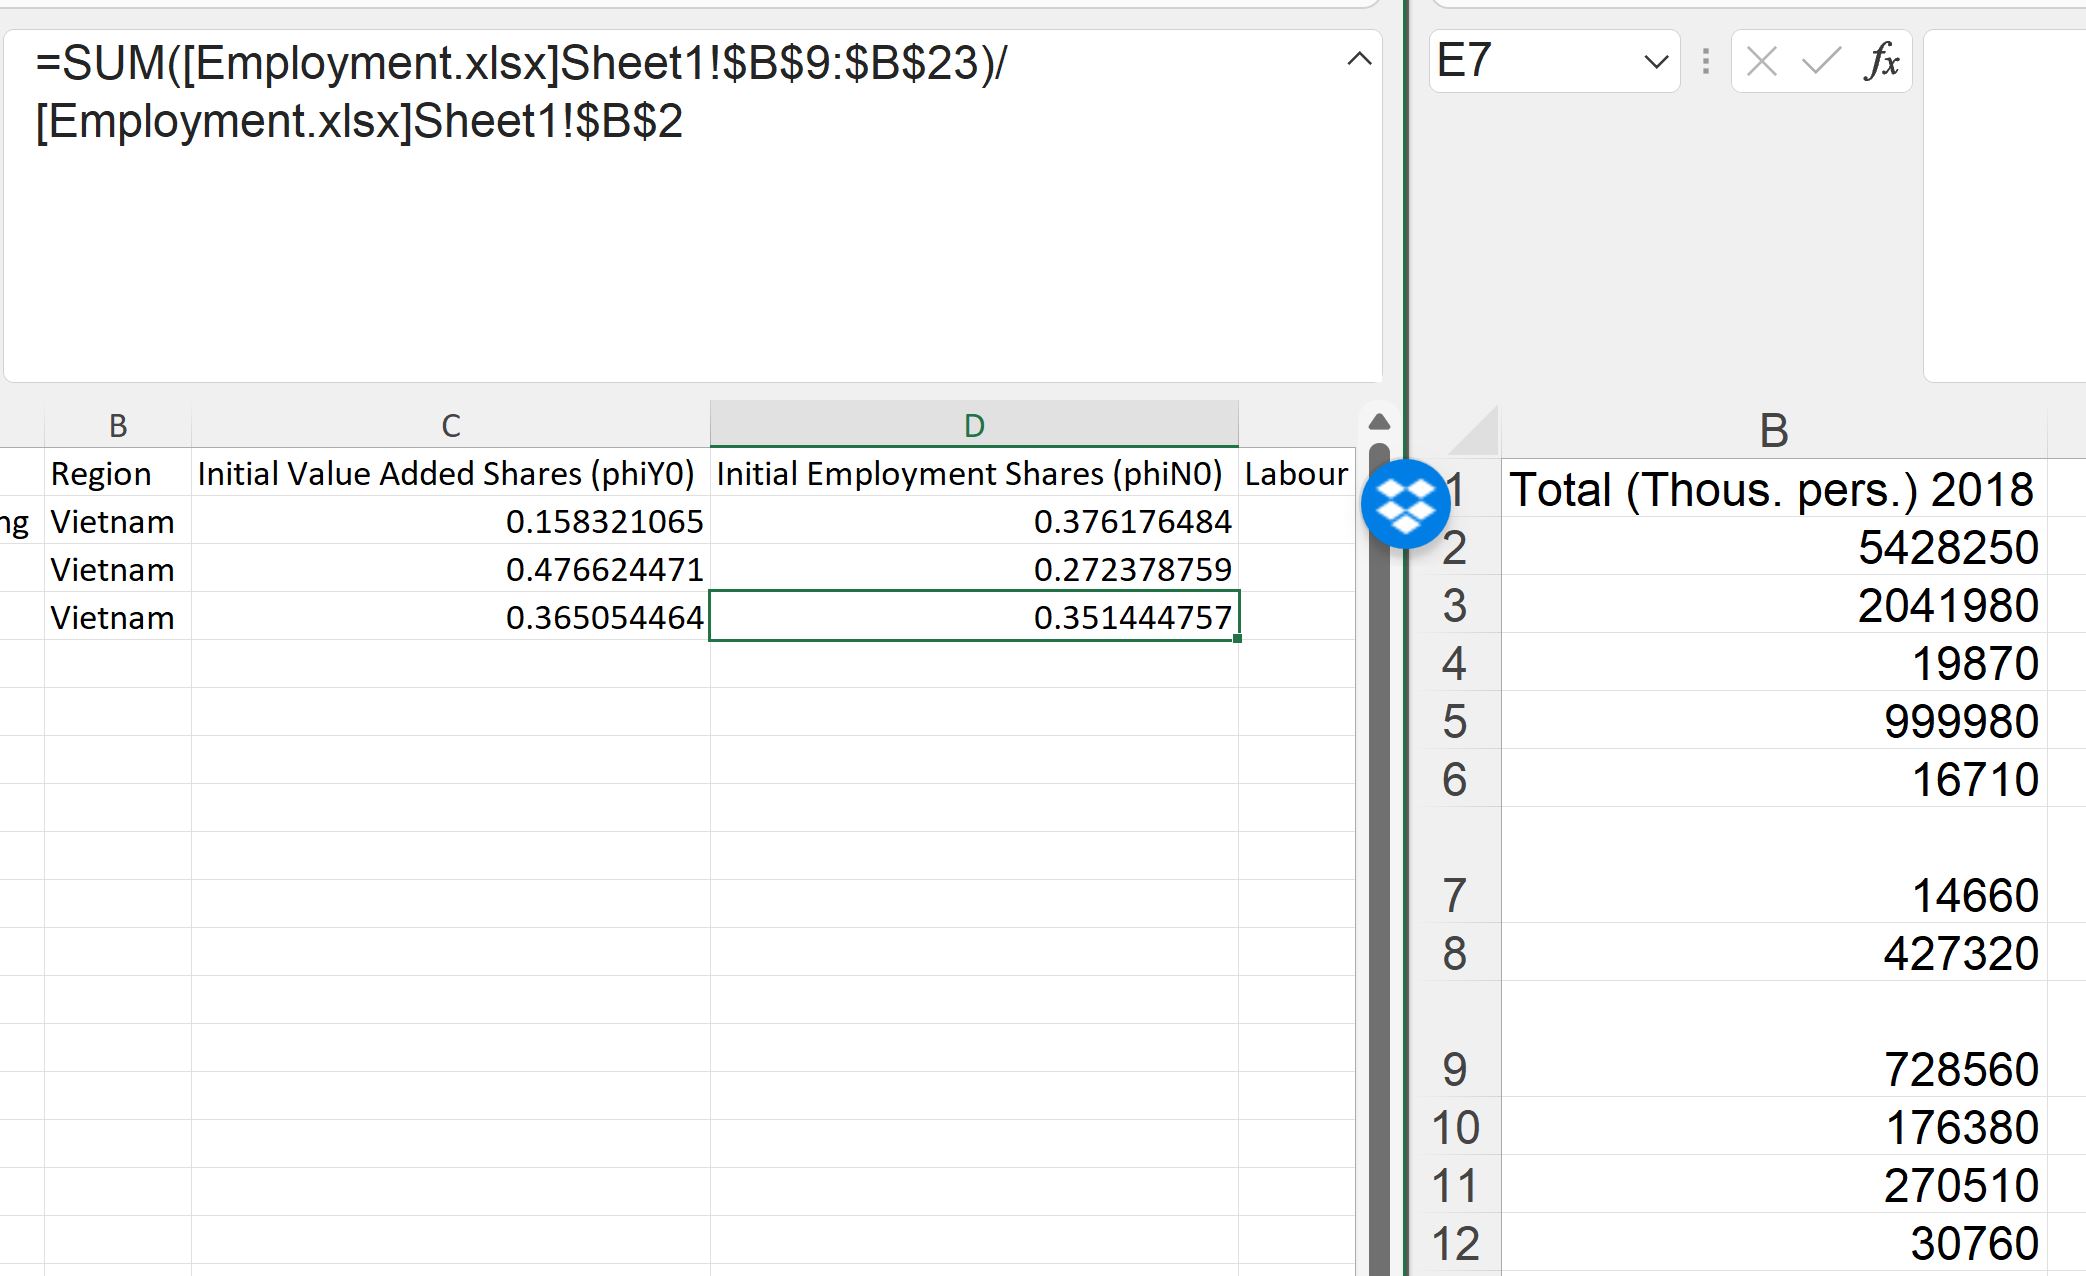 =SUM([Employment.xlsx]Sheet1!$B$9:$B$23)/
[Employment.xlsx]Sheet1!$B$2
B C D
Region Initial Value Added Shares (phiY0) Initial Employment Shares (phiN0) Labour
ng Vietnam 0.158321065 0.376176484
Vietnam 0.476624471 0.272378759
Vietnam 0.365054464 0.351444757
E7 fx
B
1 Total (Thous. pers.) 2018
2 5428250
3 2041980
4 19870
5 999980
6 16710
7 14660
8 427320
9 728560
10 176380
11 270510
12 30760